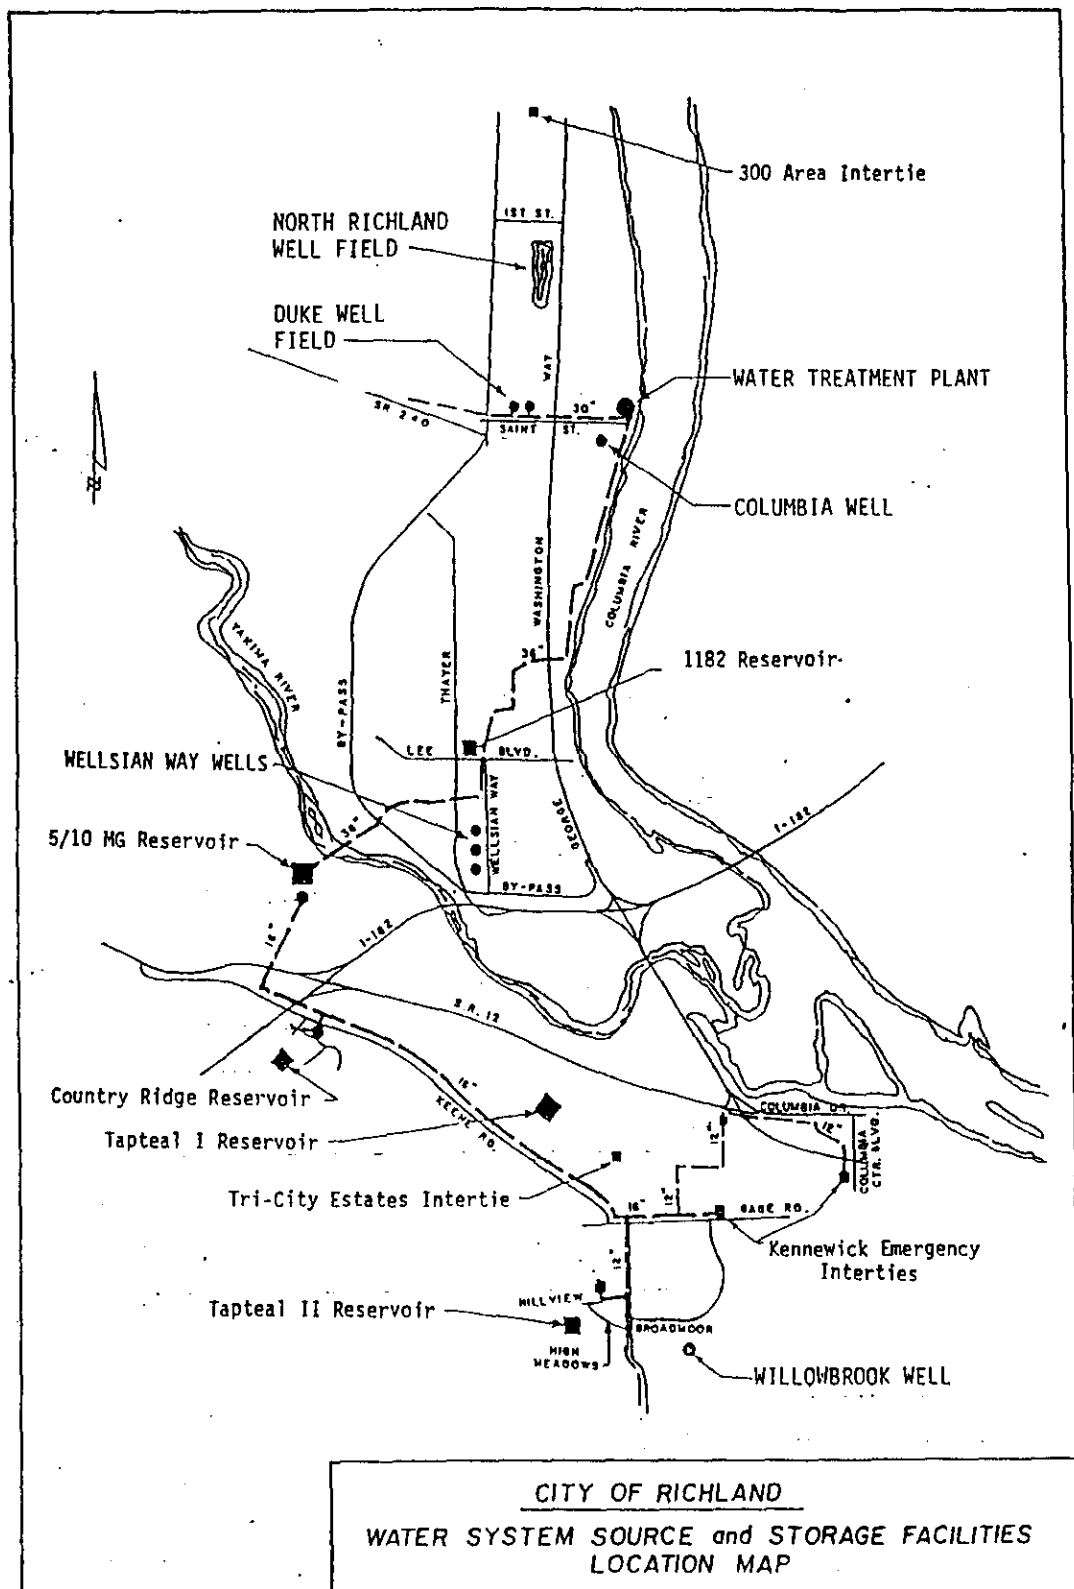 300 Area Intertie
1ST ST.
NORTH RICHLAND
WELL FIELD
DUKE WELL
FIELD
WAY
WATER TREATMENT PLANT
30"
SR 240
SAINT ST.
COLUMBIA WELL
COLUMBIA RIVER
WASHINGTON
YAKIMA RIVER
36"
1182 Reservoir
THAYER
BY-PASS
LEE BLVD.
WELLSIAN WAY WELLS
WELLSIAN WAY
GEORGE
I-182
36"
5/10 MG Reservoir
BY-PASS
16"
I-182
S.R. 12
Country Ridge Reservoir
16"
KEENE RD.
COLUMBIA DR.
12"
COLUMBIA
CTR. BLVD.
Tapteal I Reservoir
12"
Tri-City Estates Intertie
12"
16"
GAGE RD.
Kennewick Emergency
Interties
12"
HILLVIEW
Tapteal II Reservoir
BROADMOOR
HIGH
MEADOWS
WILLOWBROOK WELL
CITY OF RICHLAND
WATER SYSTEM SOURCE and STORAGE FACILITIES
LOCATION MAP